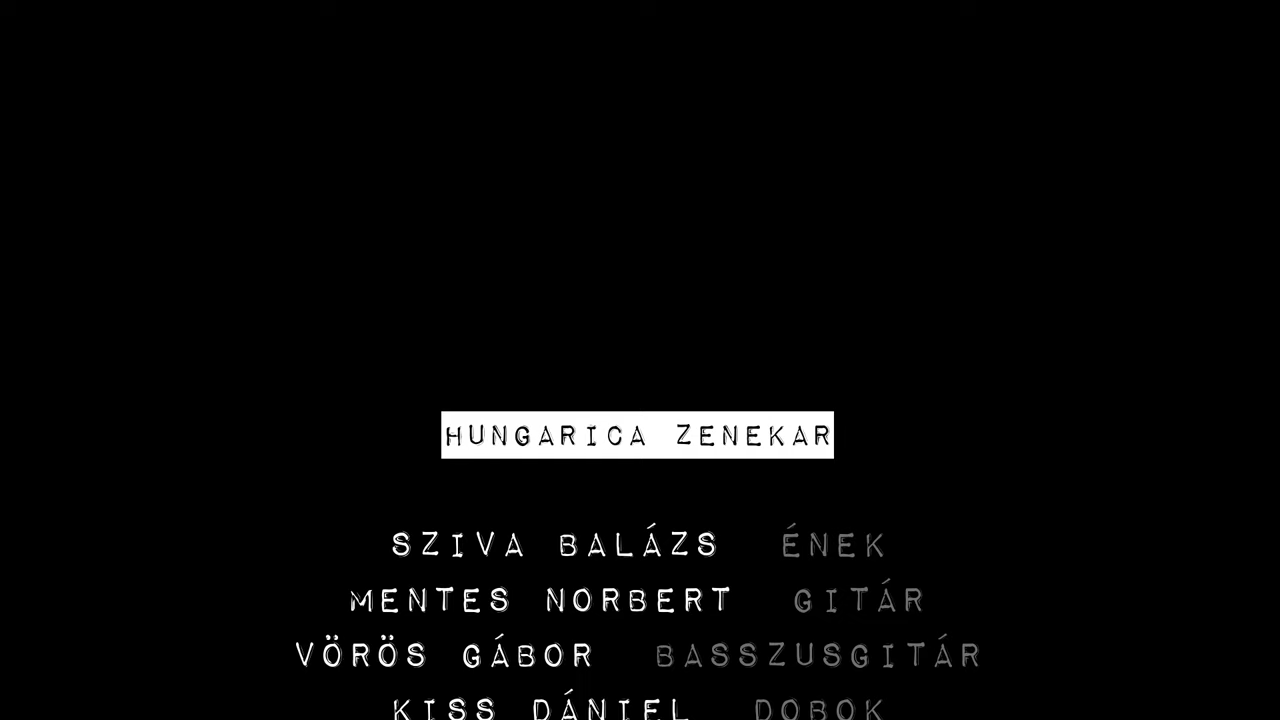 HUNGARICA ZENEKAR
SZIVA BALÁZS ÉNEK
MENTES NORBERT GITÁR
VÖRÖS GÁBOR BASSZUSGITÁR
KISS DÁNIEL DOBOK